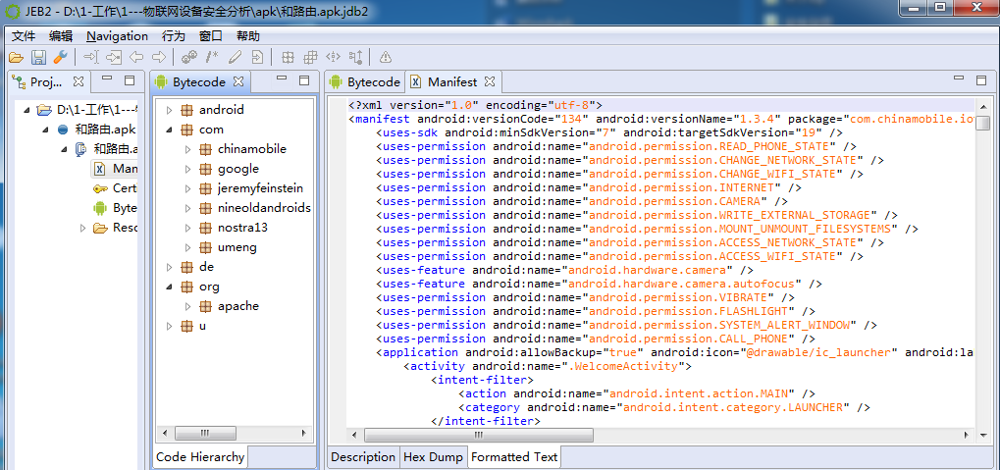 JEB2 - D:\1-工作\1---物联网设备安全分析\apk\和路由.apk.jdb2
文件 编辑 Navigation 行为 窗口 帮助
Proj...
D:\1-工作\1---
和路由.apk
和路由.a
Man
Cert
Byte
Reso
Bytecode
android
com
chinamobile
google
jeremyfeinstein
nineoldandroids
nostra13
umeng
de
org
apache
u
Code Hierarchy
Bytecode Manifest
<?xml version="1.0" encoding="utf-8">
<manifest android:versionCode="134" android:versionName="1.3.4" package="com.chinamobile.io
<uses-sdk android:minSdkVersion="7" android:targetSdkVersion="19" />
<uses-permission android:name="android.permission.READ_PHONE_STATE" />
<uses-permission android:name="android.permission.CHANGE_NETWORK_STATE" />
<uses-permission android:name="android.permission.CHANGE_WIFI_STATE" />
<uses-permission android:name="android.permission.INTERNET" />
<uses-permission android:name="android.permission.CAMERA" />
<uses-permission android:name="android.permission.WRITE_EXTERNAL_STORAGE" />
<uses-permission android:name="android.permission.MOUNT_UNMOUNT_FILESYSTEMS" />
<uses-permission android:name="android.permission.ACCESS_NETWORK_STATE" />
<uses-permission android:name="android.permission.ACCESS_WIFI_STATE" />
<uses-feature android:name="android.hardware.camera" />
<uses-feature android:name="android.hardware.camera.autofocus" />
<uses-permission android:name="android.permission.VIBRATE" />
<uses-permission android:name="android.permission.FLASHLIGHT" />
<uses-permission android:name="android.permission.SYSTEM_ALERT_WINDOW" />
<uses-permission android:name="android.permission.CALL_PHONE" />
<application android:allowBackup="true" android:icon="@drawable/ic_launcher" android:la
<activity android:name=".WelcomeActivity">
<intent-filter>
<action android:name="android.intent.action.MAIN" />
<category android:name="android.intent.category.LAUNCHER" />
</intent-filter>
Description Hex Dump Formatted Text